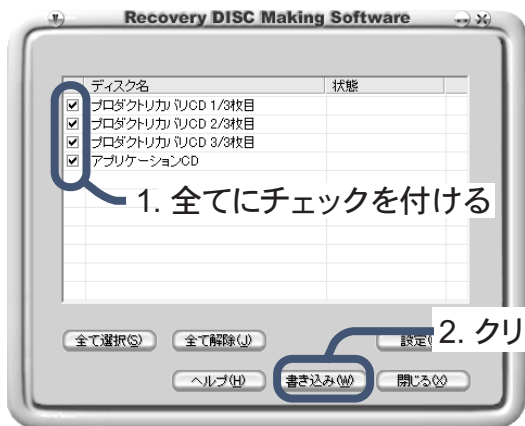 Recovery DISC Making Software
ディスク名 状態
プロダクトリカバリCD 1/3枚目
プロダクトリカバリCD 2/3枚目
プロダクトリカバリCD 3/3枚目
アプリケーションCD
1. 全てにチェックを付ける
全て選択(S) 全て解除(U) 設定
2. クリ
ヘルプ(H) 書き込み(W) 閉じる(X)